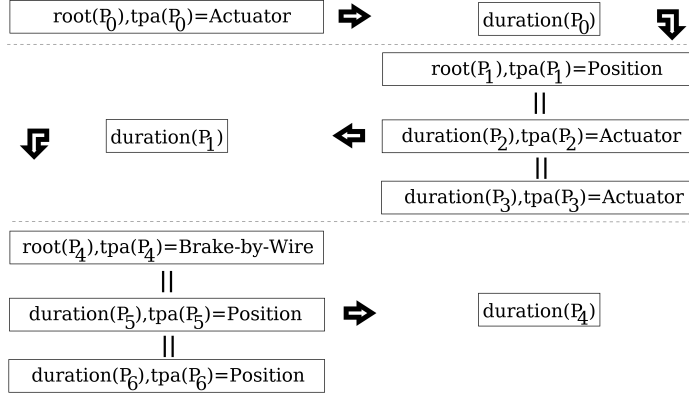 root(P0),tpa(P0)=Actuator
duration(P0)
root(P1),tpa(P1)=Position
||
duration(P1)
duration(P2),tpa(P2)=Actuator
||
duration(P3),tpa(P3)=Actuator
root(P4),tpa(P4)=Brake-by-Wire
||
duration(P5),tpa(P5)=Position
duration(P4)
||
duration(P6),tpa(P6)=Position